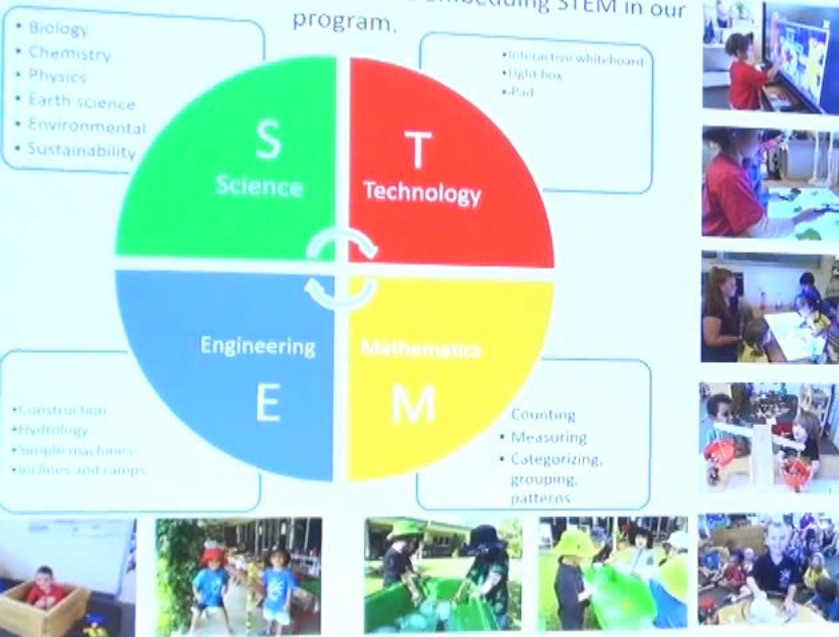 embedding STEM in our
program.
• Biology
• Chemistry
• Physics
• Earth science
• Environmental
• Sustainability
•Interactive whiteboard
•Light box
•iPad
S
Science
T
Technology
Engineering
E
Mathematics
M
•Construction
•Hydrology
•Simple machines
•Inclines and ramps
Counting
• Measuring
• Categorizing,
grouping,
patterns